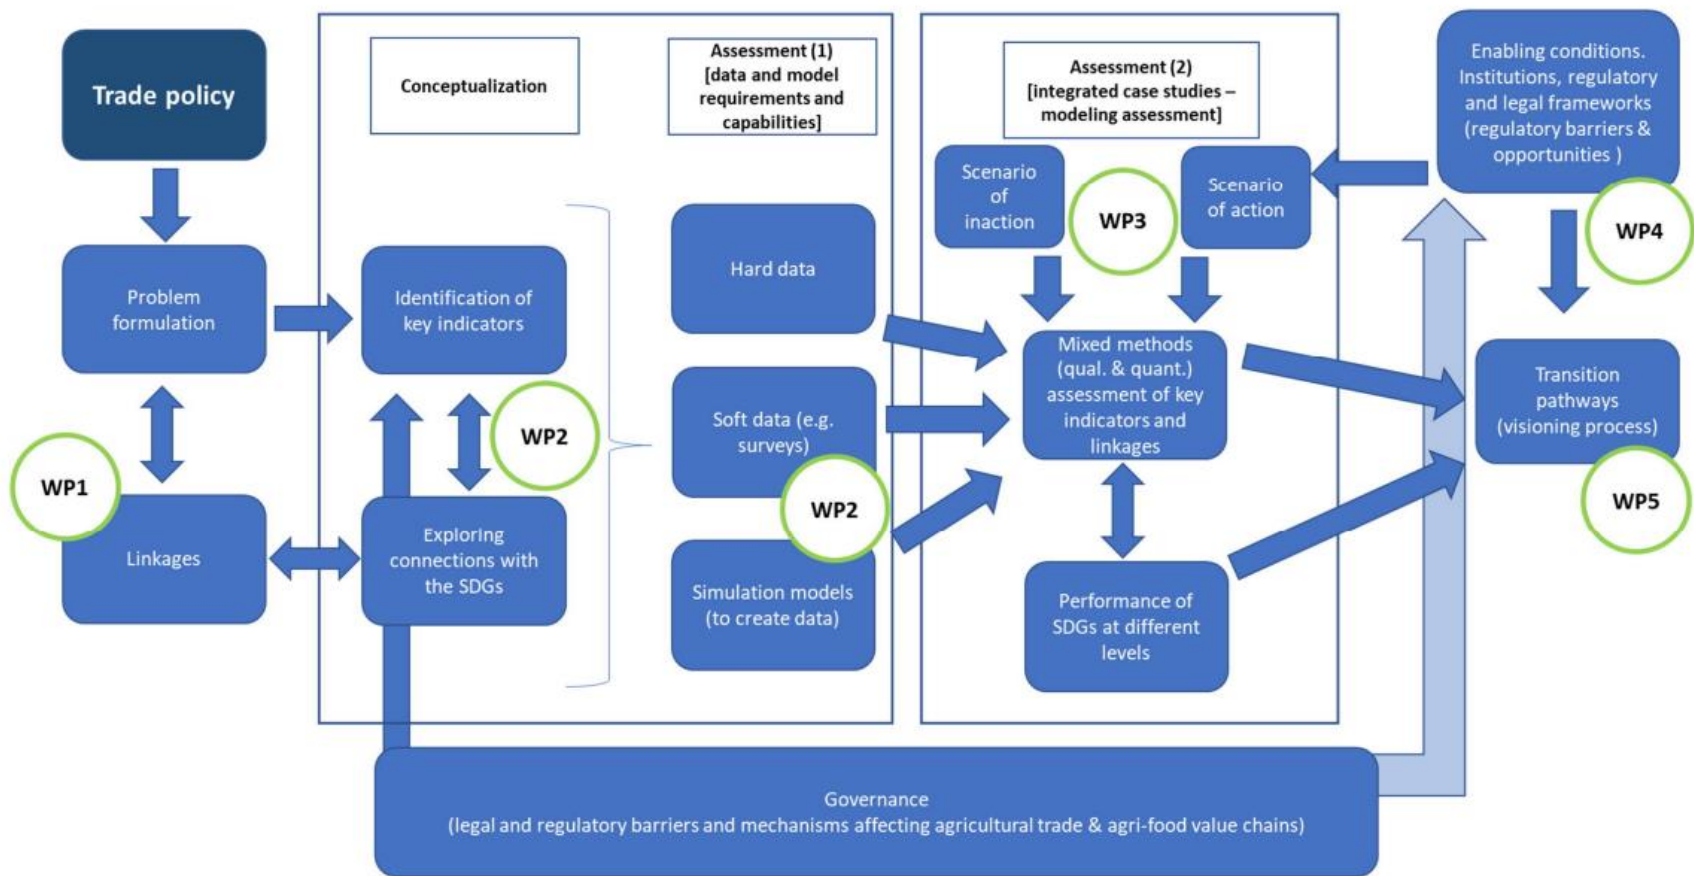 Trade policy
Problem
formulation
WP1
Linkages
Conceptualization
Identification of
key indicators
WP2
Exploring
connections with
the SDGs
Assessment (1)
[data and model
requirements and
capabilities]
Hard data
Soft data (e.g.
surveys)
WP2
Simulation models
(to create data)
Assessment (2)
[integrated case studies –
modeling assessment]
Scenario
of
inaction
WP3
Scenario
of action
Mixed methods
(qual. & quant.)
assessment of key
indicators and
linkages
Performance of
SDGs at different
levels
Enabling conditions.
Institutions, regulatory
and legal frameworks
(regulatory barriers &
opportunities )
WP4
Transition
pathways
(visioning process)
WP5
Governance
(legal and regulatory barriers and mechanisms affecting agricultural trade & agri-food value chains)